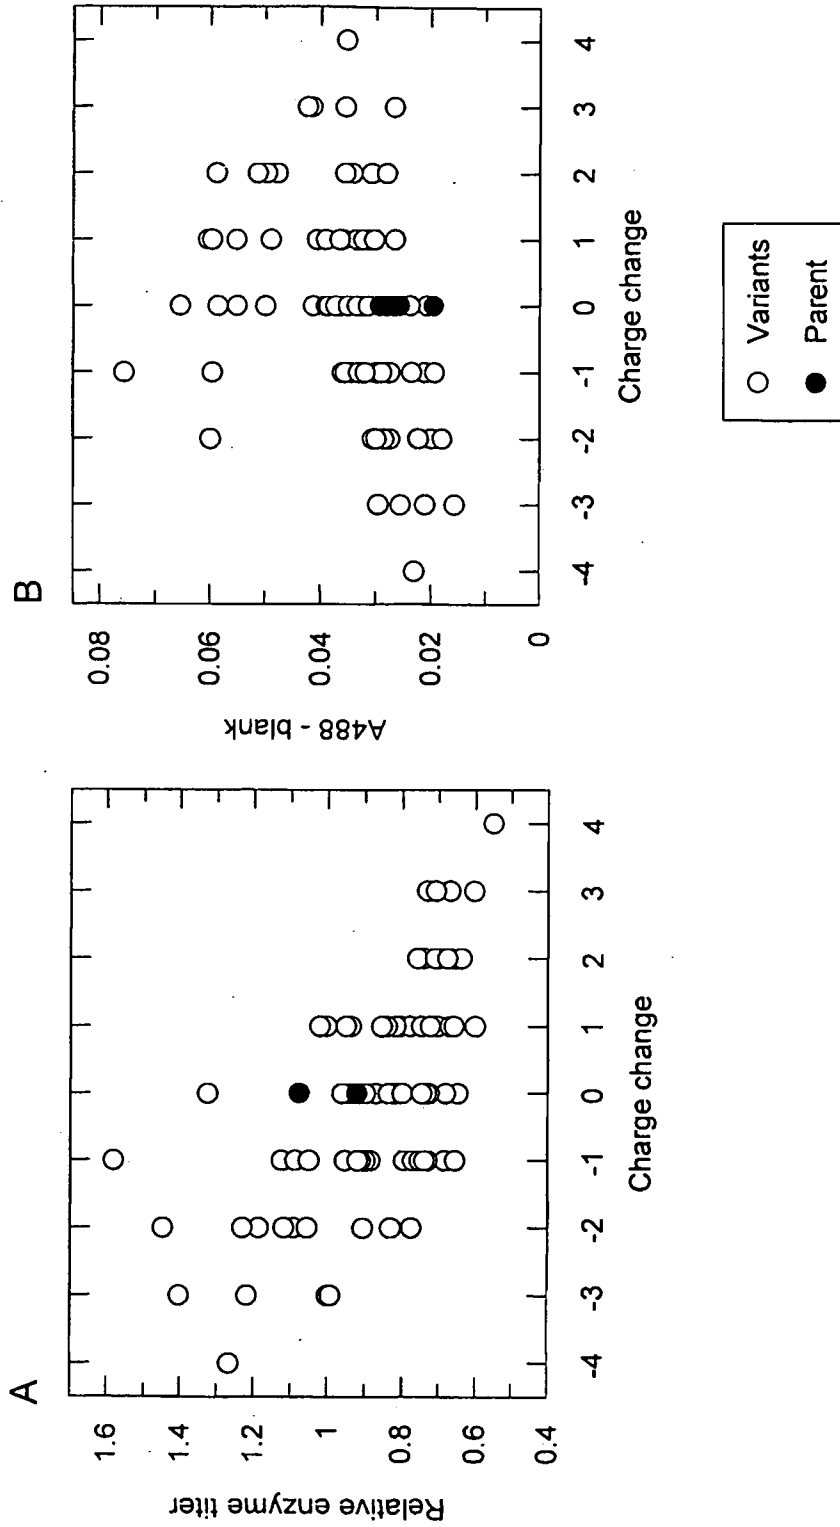 A
Relative enzyme titer
1.6
1.4
1.2
1
0.8
0.6
0.4
-4 -3 -2 -1 0 1 2 3 4
Charge change
B
A488 - blank
0.08
0.06
0.04
0.02
0
-4 -3 -2 -1 0 1 2 3 4
Charge change
Variants
Parent